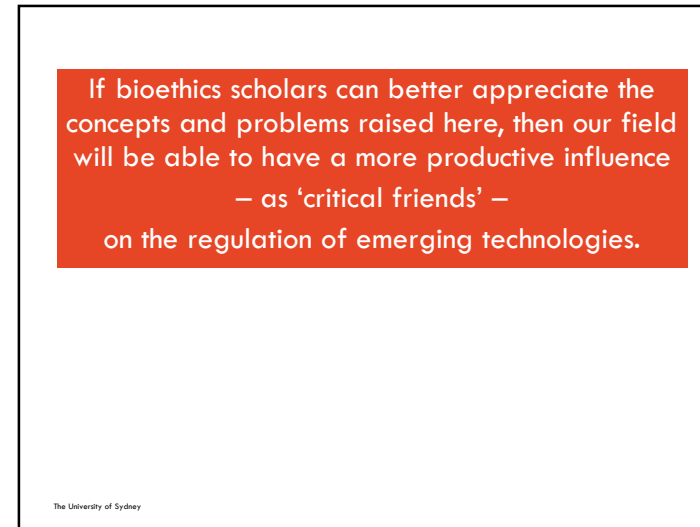 If bioethics scholars can better appreciate the
concepts and problems raised here, then our field
will be able to have a more productive influence
– as ‘critical friends’ –
on the regulation of emerging technologies.
The University of Sydney